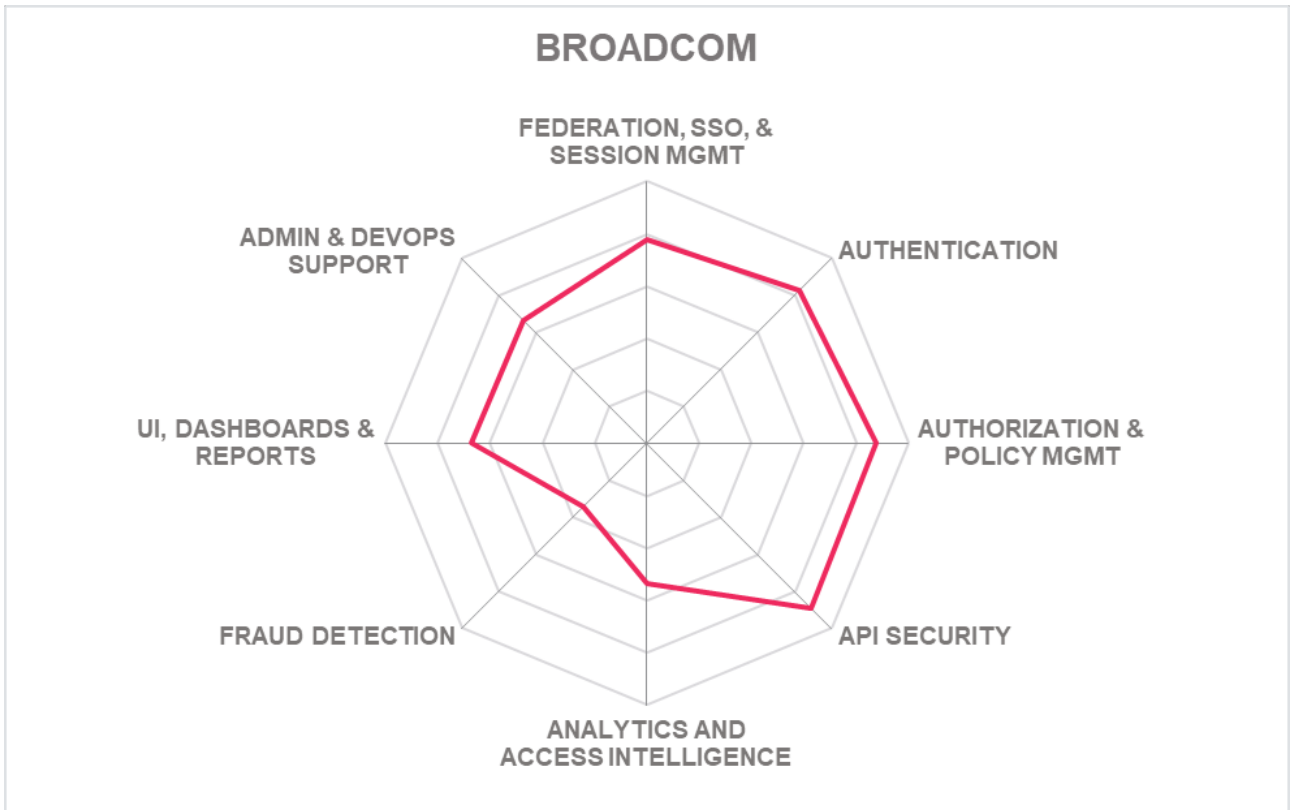 BROADCOM
FEDERATION, SSO, &
SESSION MGMT
ADMIN & DEVOPS
SUPPORT
AUTHENTICATION
UI, DASHBOARDS &
REPORTS
AUTHORIZATION &
POLICY MGMT
FRAUD DETECTION
API SECURITY
ANALYTICS AND
ACCESS INTELLIGENCE